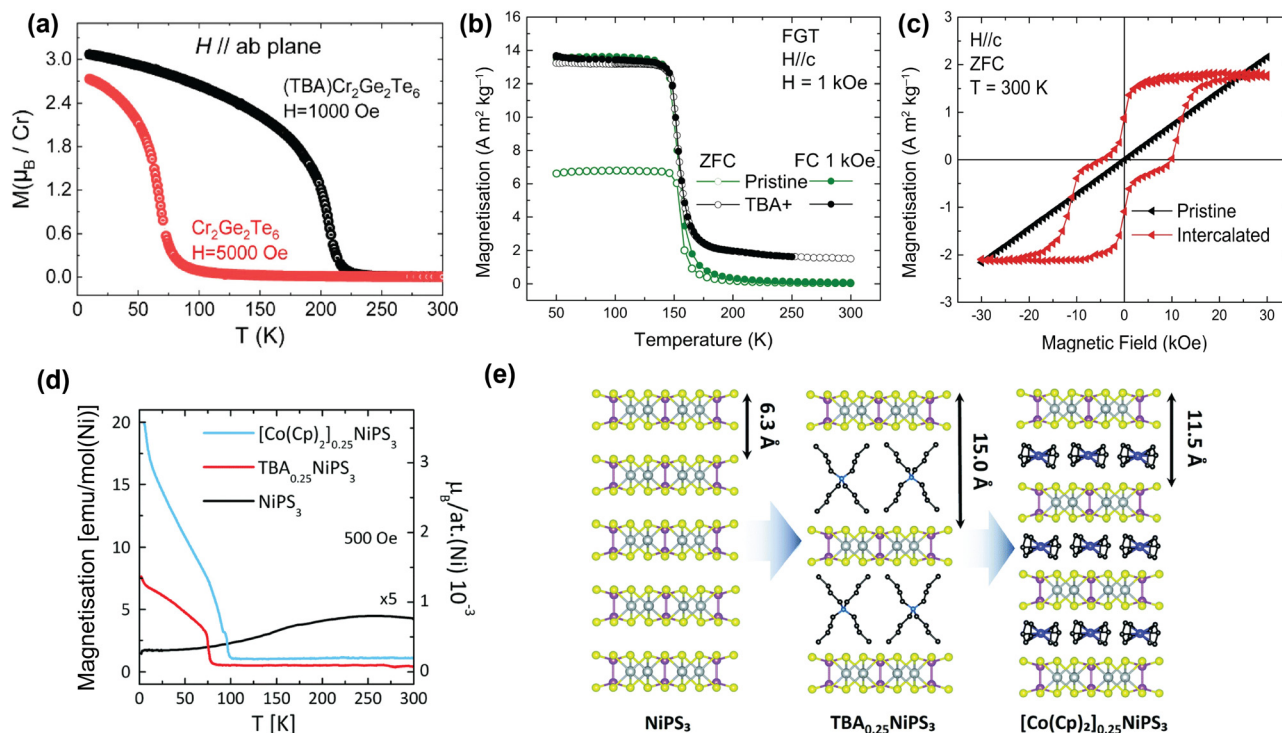 (a)
H // ab plane
(TBA)Cr₂Ge₂Te₆
H=1000 Oe
Cr₂Ge₂Te₆
H=5000 Oe
M(μ_B / Cr)
3.0
2.4
1.8
1.2
0.6
0.0
0 50 100 150 200 250 300
T (K)
(b)
FGT
H//c
H = 1 kOe
ZFC FC 1 kOe
Pristine
TBA+
Magnetisation (A m² kg⁻¹)
16
14
12
10
8
6
4
2
0
50 100 150 200 250 300
Temperature (K)
(c)
H//c
ZFC
T = 300 K
Pristine
Intercalated
Magnetisation (A m² kg⁻¹)
3
2
1
0
-1
-2
-3
-30 -20 -10 0 10 20 30
Magnetic Field (kOe)
(d)
[Co(Cp)₂]₀.₂₅NiPS₃
TBA₀.₂₅NiPS₃
NiPS₃
500 Oe
x5
Magnetisation [emu/mol(Ni)]
20
15
10
5
0
3
2
1
0
μ_B/at.(Ni) 10⁻³
0 50 100 150 200 250 300
T [K]
(e)
6.3 Å
15.0 Å
11.5 Å
NiPS₃
TBA₀.₂₅NiPS₃
[Co(Cp)₂]₀.₂₅NiPS₃